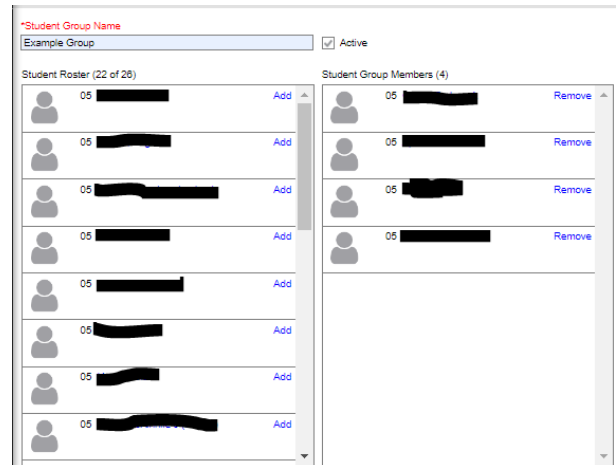 *Student Group Name
Example Group
Active
Student Roster (22 of 26)
05 Add
05 Add
05 Add
05 Add
05 Add
05 Add
05 Add
05 Add
Student Group Members (4)
05 Remove
05 Remove
05 Remove
05 Remove